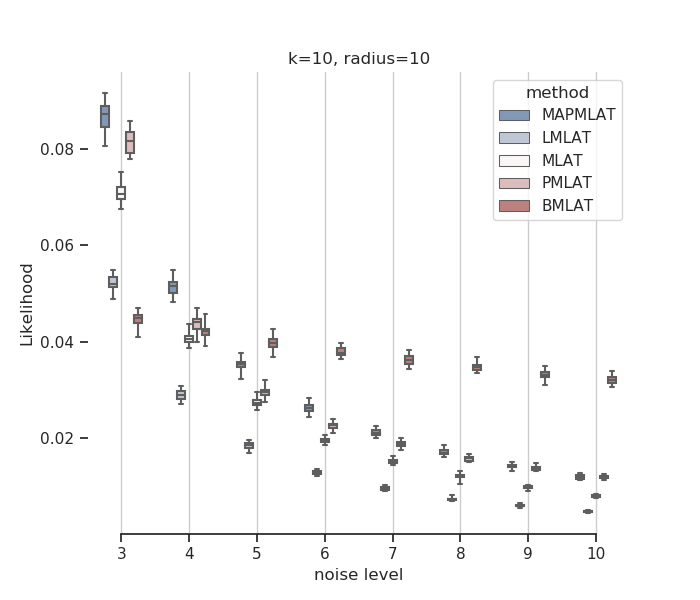 k=10, radius=10
method
MAPMLAT
LMLAT
MLAT
PMLAT
BMLAT
Likelihood
0.08
0.06
0.04
0.02
3 4 5 6 7 8 9 10
noise level